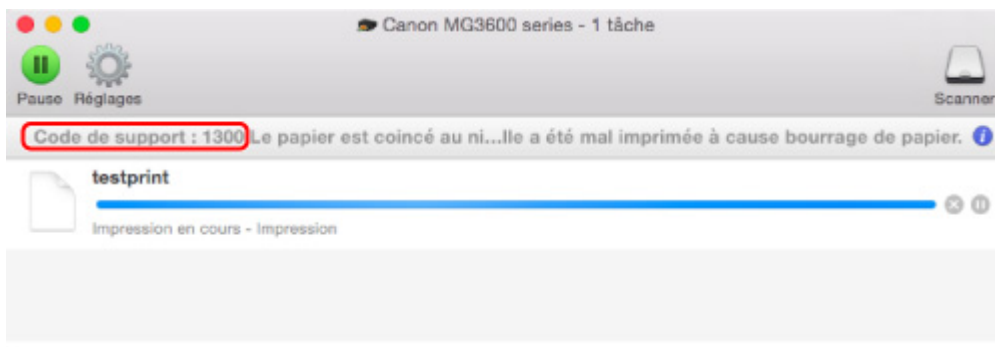 Canon MG3600 series - 1 tâche
Pause Réglages Scanner
Code de support : 1300 Le papier est coincé au ni...lle a été mal imprimée à cause bourrage de papier.
testprint
Impression en cours - Impression